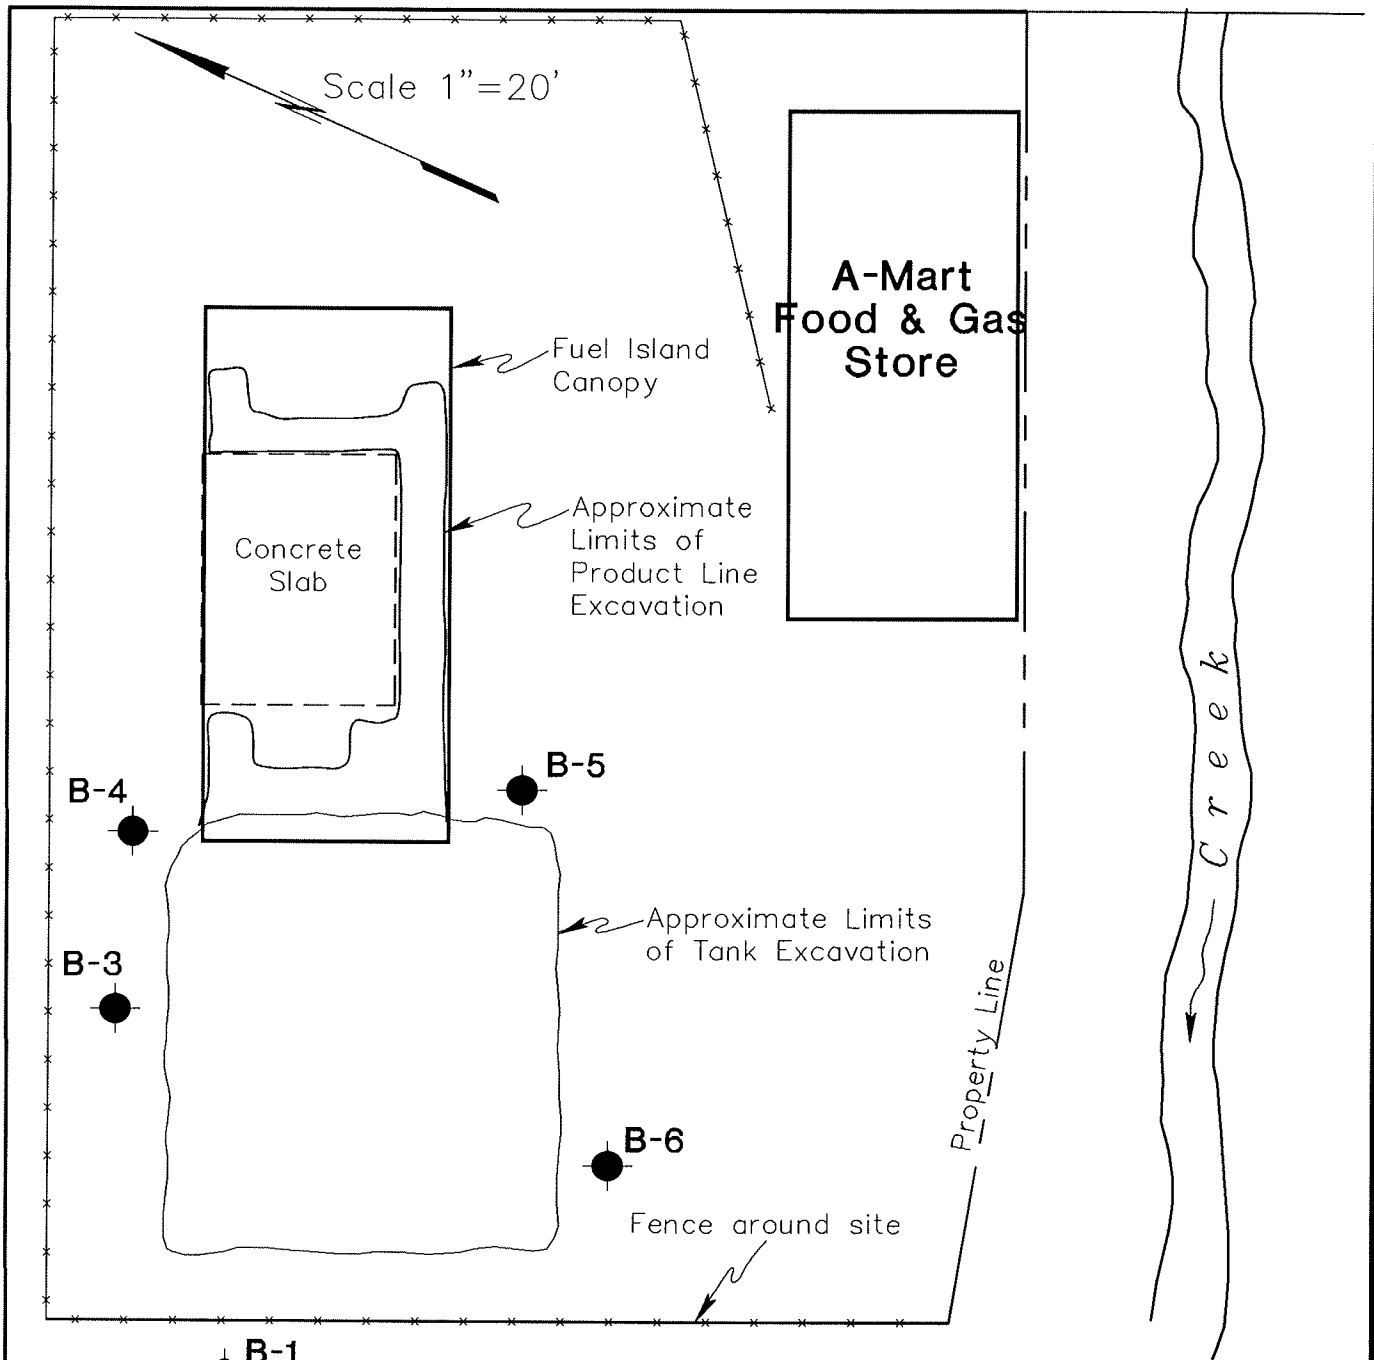 Scale 1"=20'
A-Mart
Food & Gas
Store
Fuel Island
Canopy
Approximate
Limits of
Product Line
Excavation
Concrete
Slab
Creek
B-5
B-4
Approximate Limits
of Tank Excavation
B-3
Property Line
B-6
Fence around site
B-1